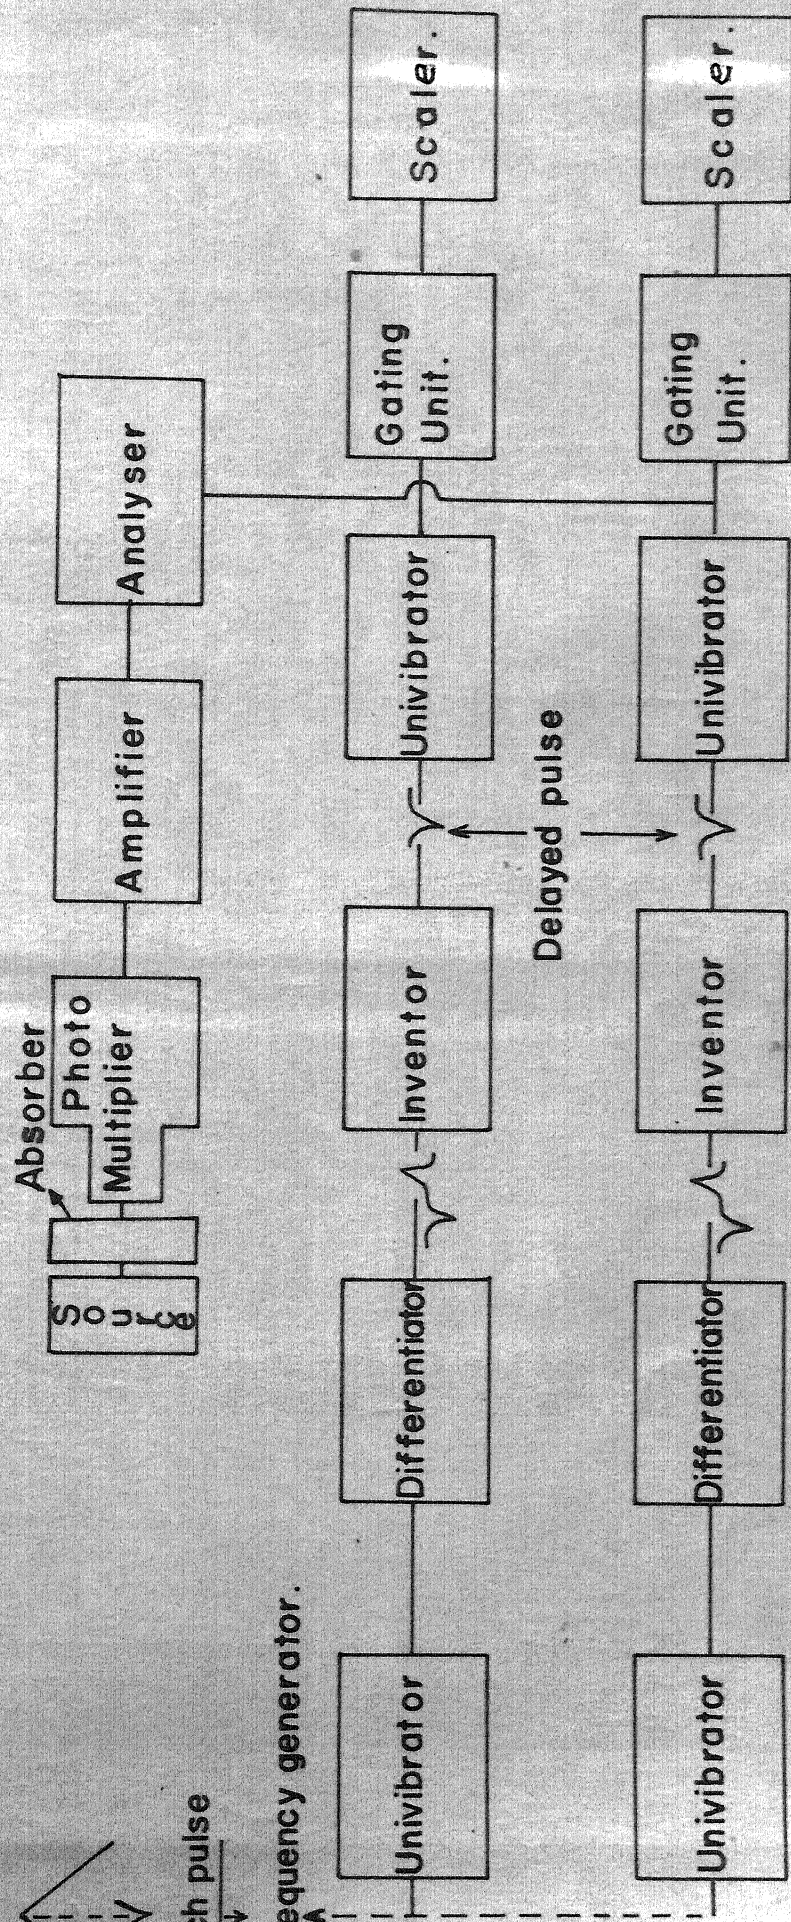 Source
Absorber
Photo
Multiplier
Amplifier
Analyser
ch pulse
equency generator.
Univibrator
Differentiator
Inventor
Univibrator
Gating
Unit.
Scaler.
Delayed pulse
Univibrator
Differentiator
Inventor
Univibrator
Gating
Unit.
Scaler.